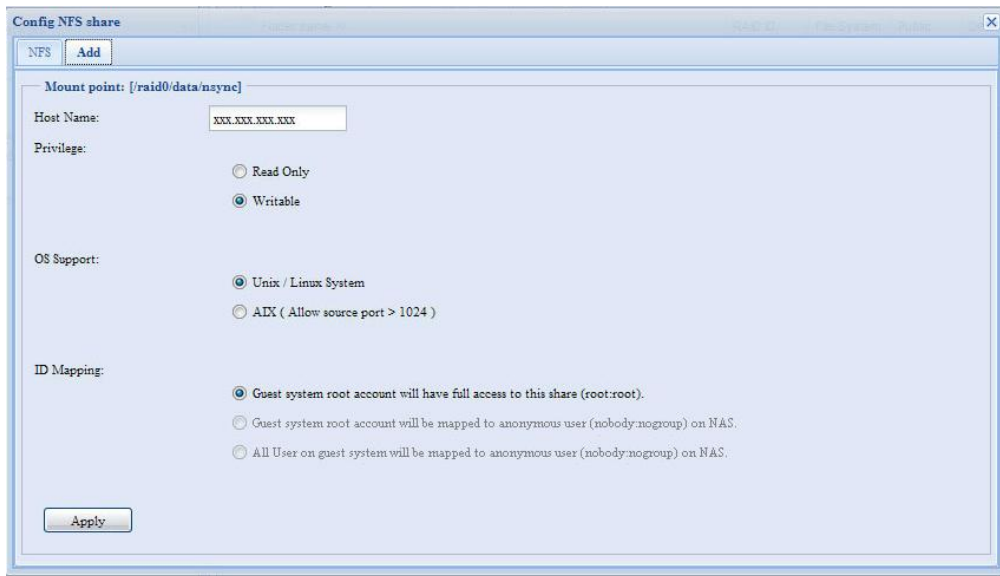 Config NFS share
NFS Add
Mount point: [/raid0/data/nsync]
Host Name: xxx.xxx.xxx.xxx
Privilege:
Read Only
Writable
OS Support:
Unix / Linux System
AIX ( Allow source port > 1024 )
ID Mapping:
Guest system root account will have full access to this share (root:root).
Guest system root account will be mapped to anonymous user (nobody:nogroup) on NAS.
All User on guest system will be mapped to anonymous user (nobody:nogroup) on NAS.
Apply